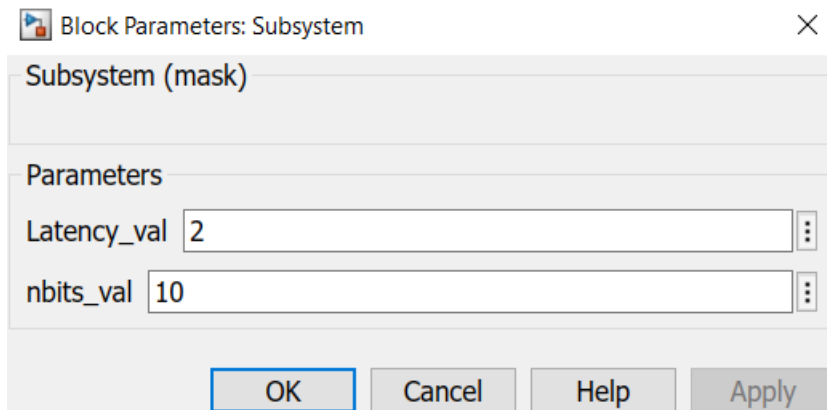 Block Parameters: Subsystem
Subsystem (mask)
Parameters
Latency_val 2
nbits_val 10
OK Cancel Help Apply